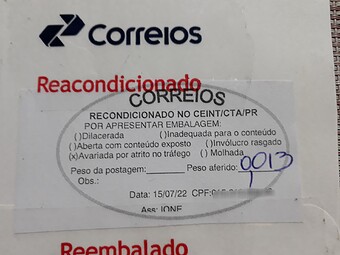 Correios
Reacondicionado
CORREIOS
RECONDICIONADO NO CEINT/CTA/PR
POR APRESENTAR EMBALAGEM:
( )Dilacerada ( )Inadequada para o conteúdo
( )Aberta com conteúdo exposto ( )Invólucro rasgado
(x)Avariada por atrito no tráfego ( ) Molhada
Peso da postagem:______ Peso aferido: 0013
Obs.:
Data: 15/07/22 CPF:
Ass: IONE
Reembalado